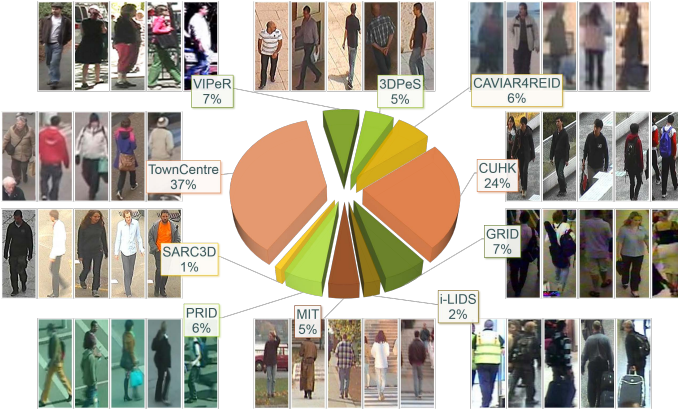 VIPeR
7%
3DPeS
5%
CAVIAR4REID
6%
TownCentre
37%
CUHK
24%
SARC3D
1%
GRID
7%
PRID
6%
MIT
5%
i-LIDS
2%